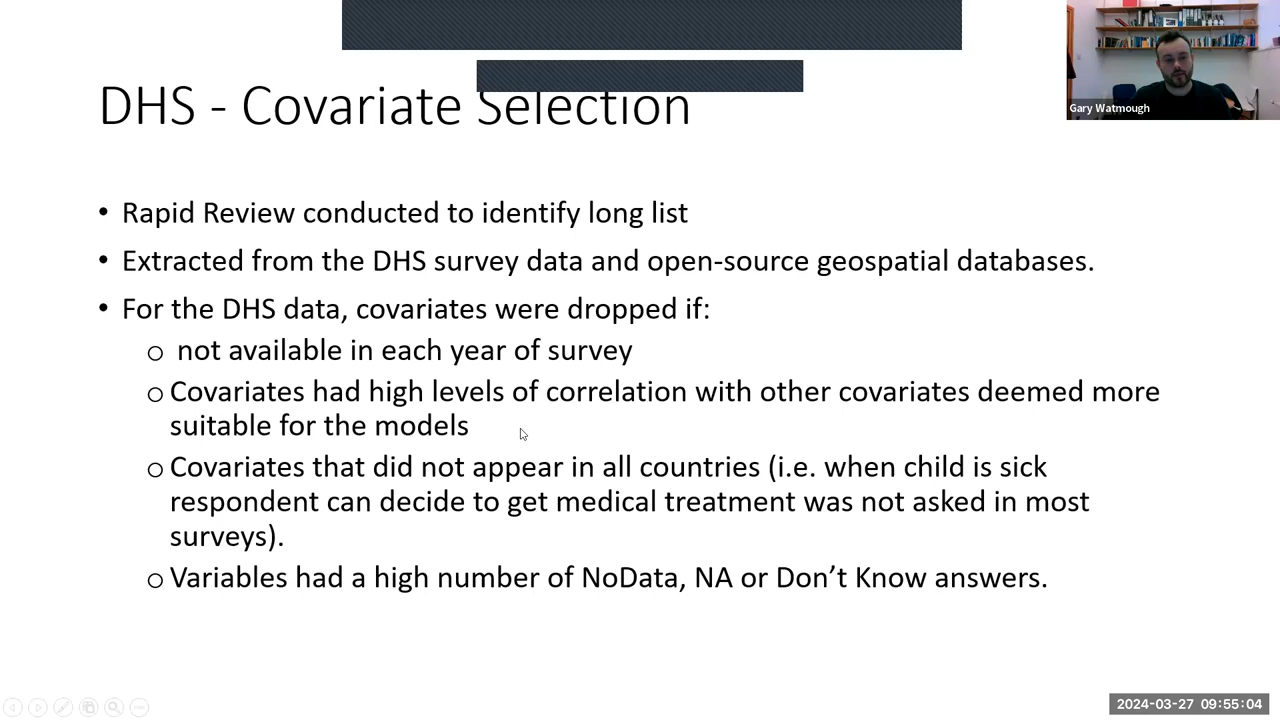 Gary Watmough
DHS - Covariate Selection
• Rapid Review conducted to identify long list
• Extracted from the DHS survey data and open-source geospatial databases.
• For the DHS data, covariates were dropped if:
o not available in each year of survey
o Covariates had high levels of correlation with other covariates deemed more
suitable for the models
o Covariates that did not appear in all countries (i.e. when child is sick
respondent can decide to get medical treatment was not asked in most
surveys).
o Variables had a high number of NoData, NA or Don’t Know answers.
2024-03-27 09:55:04